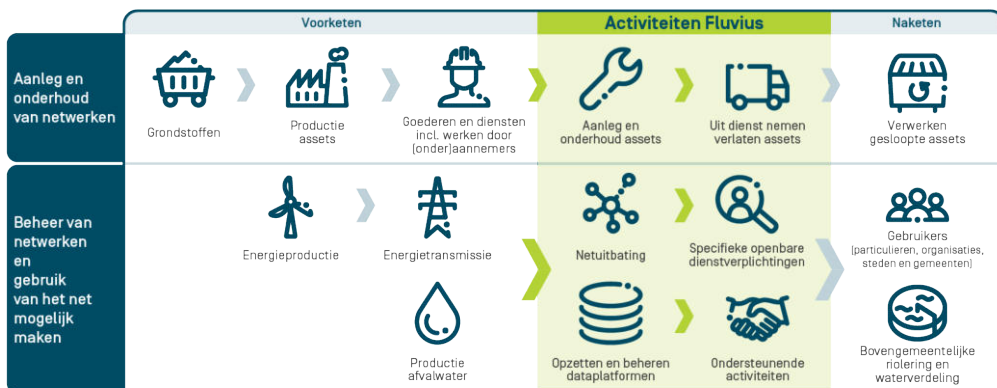 Voorketen
Activiteiten Fluvius
Naketen
Aanleg en
onderhoud
van netwerken
Grondstoffen
Productie
assets
Goederen en diensten
incl. werken door
(onder)aannemers
Aanleg en
onderhoud assets
Uit dienst nemen
verlaten assets
Verwerken
gesloopte assets
Beheer van
netwerken
en
gebruik
van het net
mogelijk
maken
Energieproductie
Energietransmissie
Netuitbating
Specifieke openbare
dienstverplichtingen
Gebruikers
(particulieren, organisaties,
steden en gemeenten)
Productie
afvalwater
Opzetten en beheren
dataplatformen
Ondersteunende
activiteiten
Bovengemeentelijke
riolering en
waterverdeling